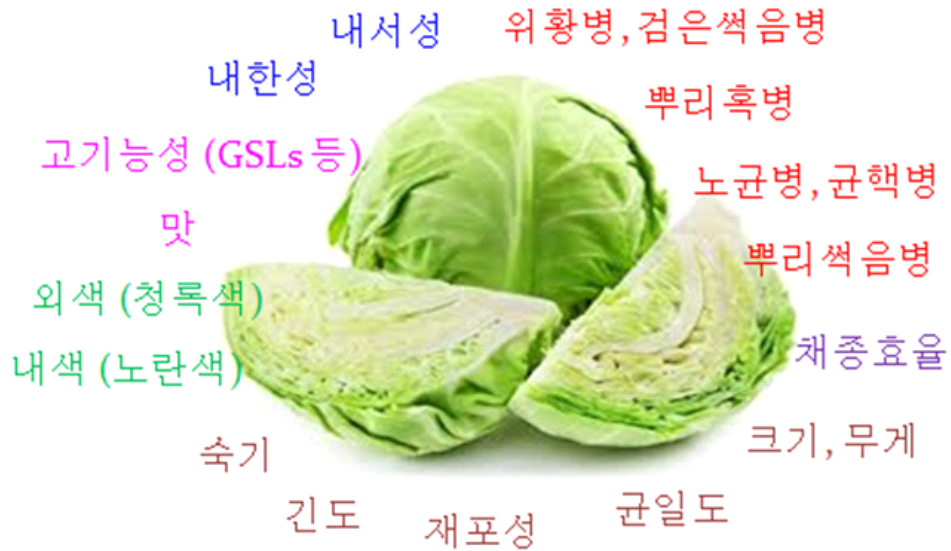 내서성
위황병, 검은썩음병
내한성
뿌리혹병
고기능성 (GSLs 등)
노균병, 균핵병
맛
뿌리썩음병
외색 (청록색)
채종효율
내색 (노란색)
크기, 무게
숙기
긴도
재포성
균일도